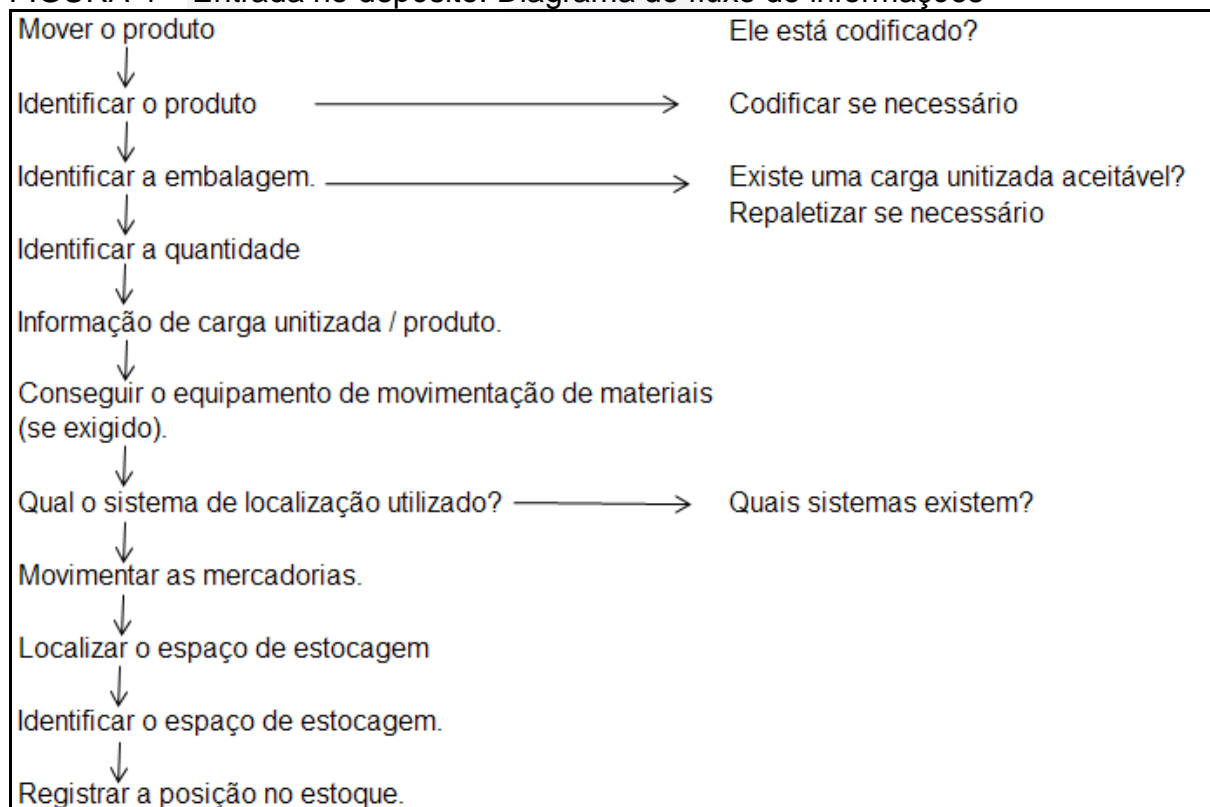 Entrada no depósito: Diagrama do fluxo de informações
Mover o produto
Ele está codificado?
Identificar o produto
Codificar se necessário
Identificar a embalagem.
Existe uma carga unitizada aceitável?
Repaletizar se necessário
Identificar a quantidade
Informação de carga unitizada / produto.
Conseguir o equipamento de movimentação de materiais
(se exigido).
Qual o sistema de localização utilizado?
Quais sistemas existem?
Movimentar as mercadorias.
Localizar o espaço de estocagem
Identificar o espaço de estocagem.
Registrar a posição no estoque.